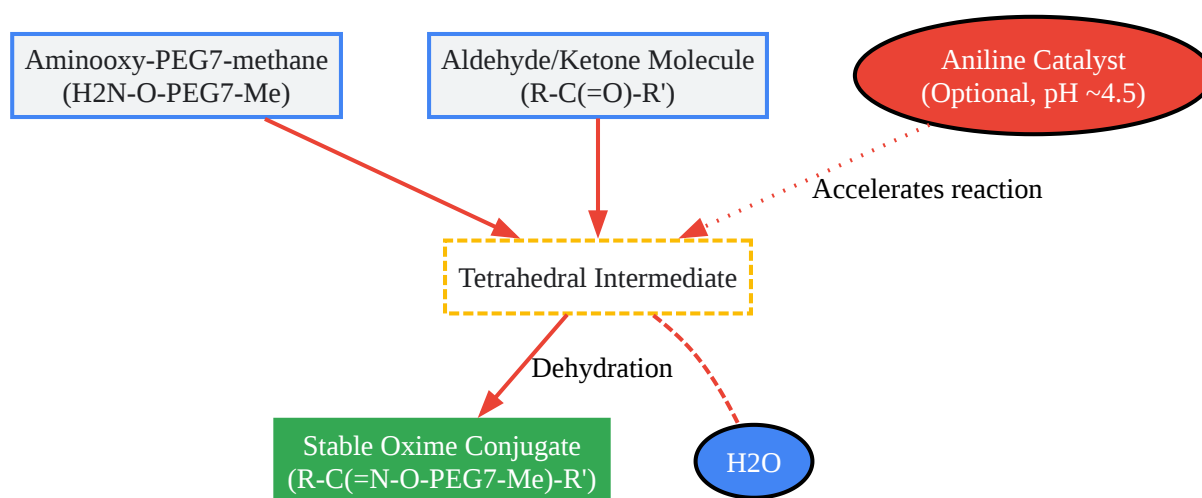 Aminooxy-PEG7-methane
(H2N-O-PEG7-Me)
Aldehyde/Ketone Molecule
(R-C(=O)-R')
Aniline Catalyst
(Optional, pH ~4.5)
Accelerates reaction
Tetrahedral Intermediate
Dehydration
Stable Oxime Conjugate
(R-C(=N-O-PEG7-Me)-R')
H2O